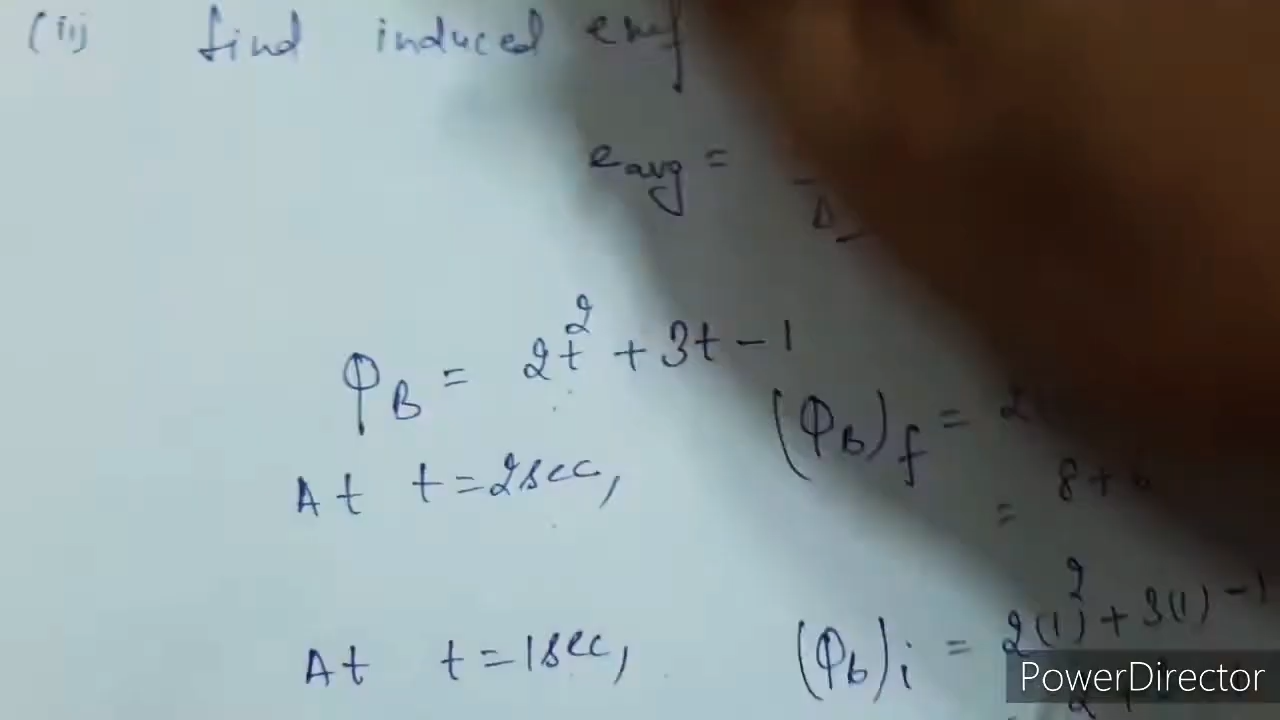 (ii) find induced emf
e avg =
Δ
φ_B = 2t² + 3t - 1
(φ_B)_f = 2
At t = 2sec,
= 8 +
At t = 1sec, (φ_b)_i = 2(1)² + 3(1) - 1
PowerDirector